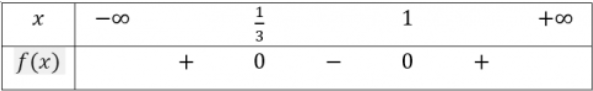 x −∞ 1/3 1 +∞
f(x) + 0 − 0 +